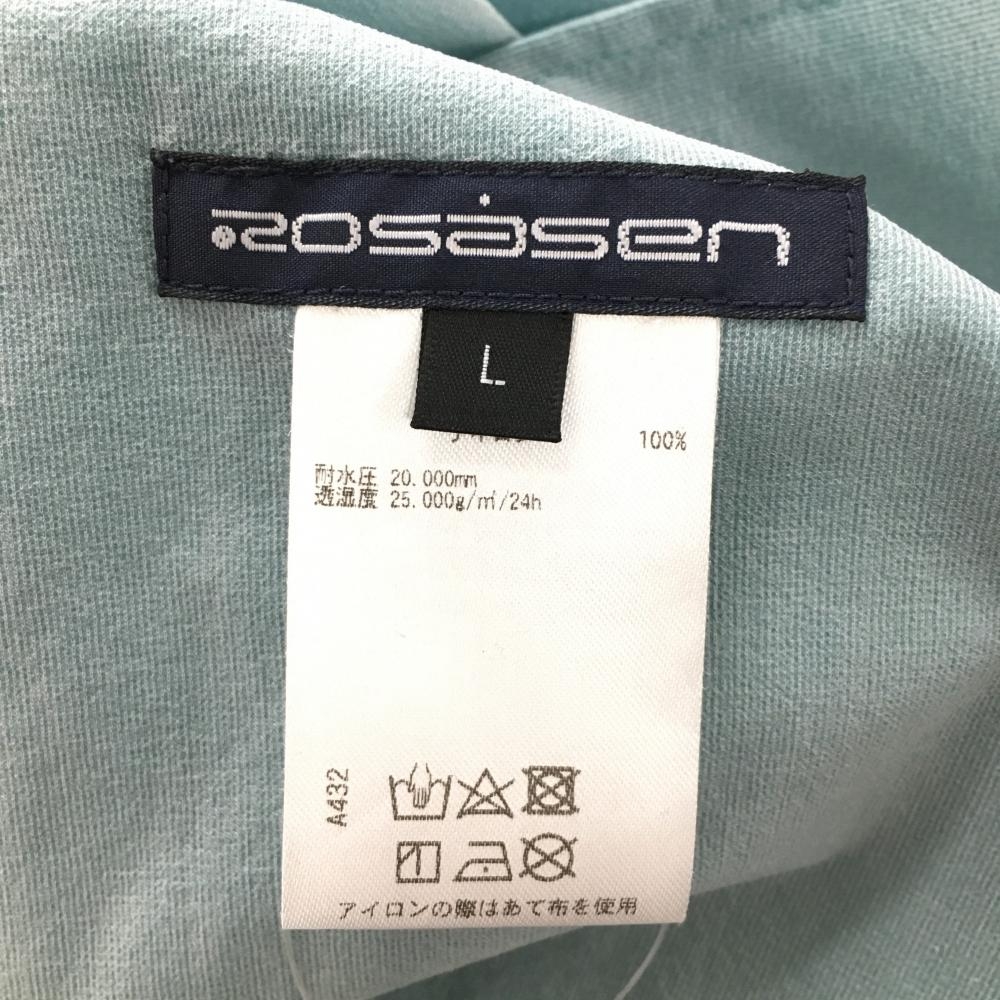 rosasen
L
100%
耐水圧 20.000mm
透湿度 25.000g/㎡/24h
A432
アイロンの際はあて布を使用